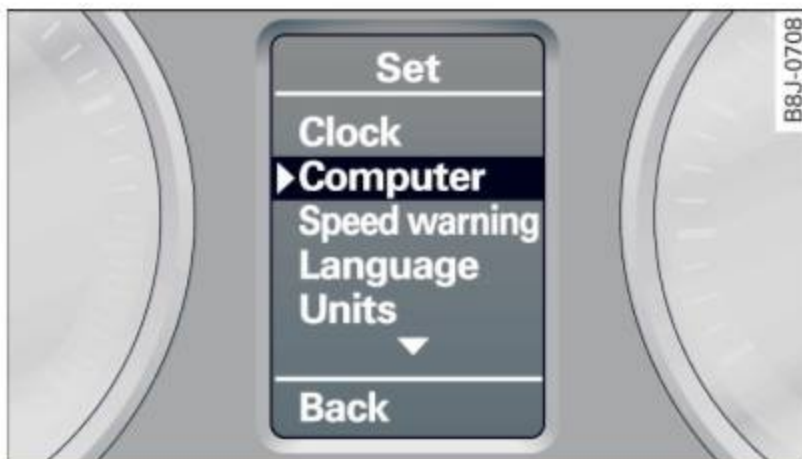 Set
Clock
Computer
Speed warning
Language
Units
Back
B8J-0708